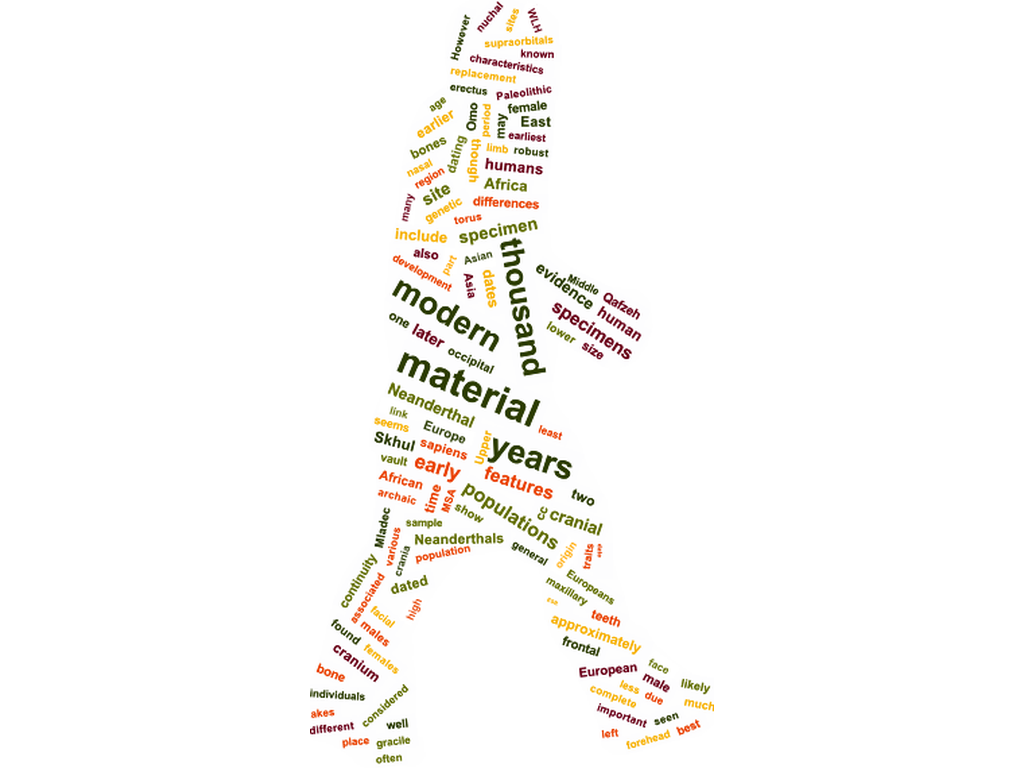 However
nuchal
sites
WLH
supraorbitals
known
characteristics
replacement
erectus
Paleolithic
age
Omo
period
may
female
East
earlier
earliest
bones
dating
though
limb
robust
nasal
region
humans
many
site
Africa
genetic
differences
torus
include
specimen
also
part
Asian
thousand
development
Asia
dates
evidence
Middle
Qafzeh
human
specimens
lower
size
modern
one
later
occipital
material
Neanderthal
least
link
seems
Europe
Upper
Skhul
sapiens
years
vault
early
features
African
two
archaic
time
MSA
populations
show
cc
cranial
Mladec
sample
various
Neanderthals
crania
population
general
origin
traits
continuity
dated
Europeans
associated
maxillary
facial
high
teeth
males
approximately
found
females
frontal
cranium
European
face
bone
male
likely
individuals
considered
less
due
much
complete
akes
important
seen
different
well
left
best
place
gracile
forehead
often